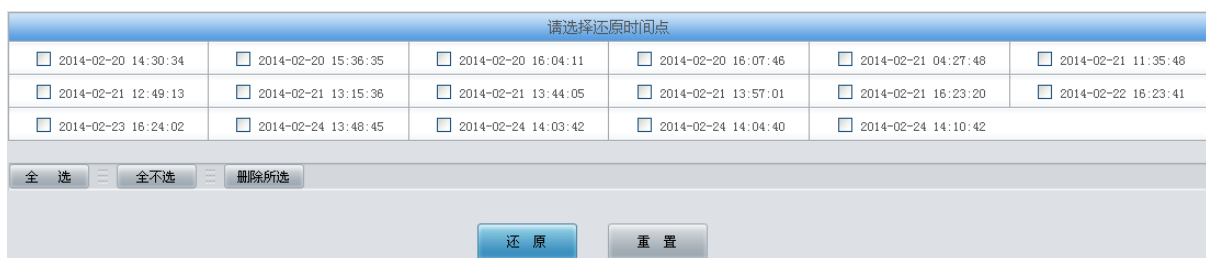 请选择还原时间点
2014-02-20 14:30:34 2014-02-20 15:36:35 2014-02-20 16:04:11 2014-02-20 16:07:46 2014-02-21 04:27:48 2014-02-21 11:35:48
2014-02-21 12:49:13 2014-02-21 13:15:36 2014-02-21 13:44:05 2014-02-21 13:57:01 2014-02-21 16:23:20 2014-02-22 16:23:41
2014-02-23 16:24:02 2014-02-24 13:48:45 2014-02-24 14:03:42 2014-02-24 14:04:40 2014-02-24 14:10:42
全 选 全不选 删除所选
还 原 重 置